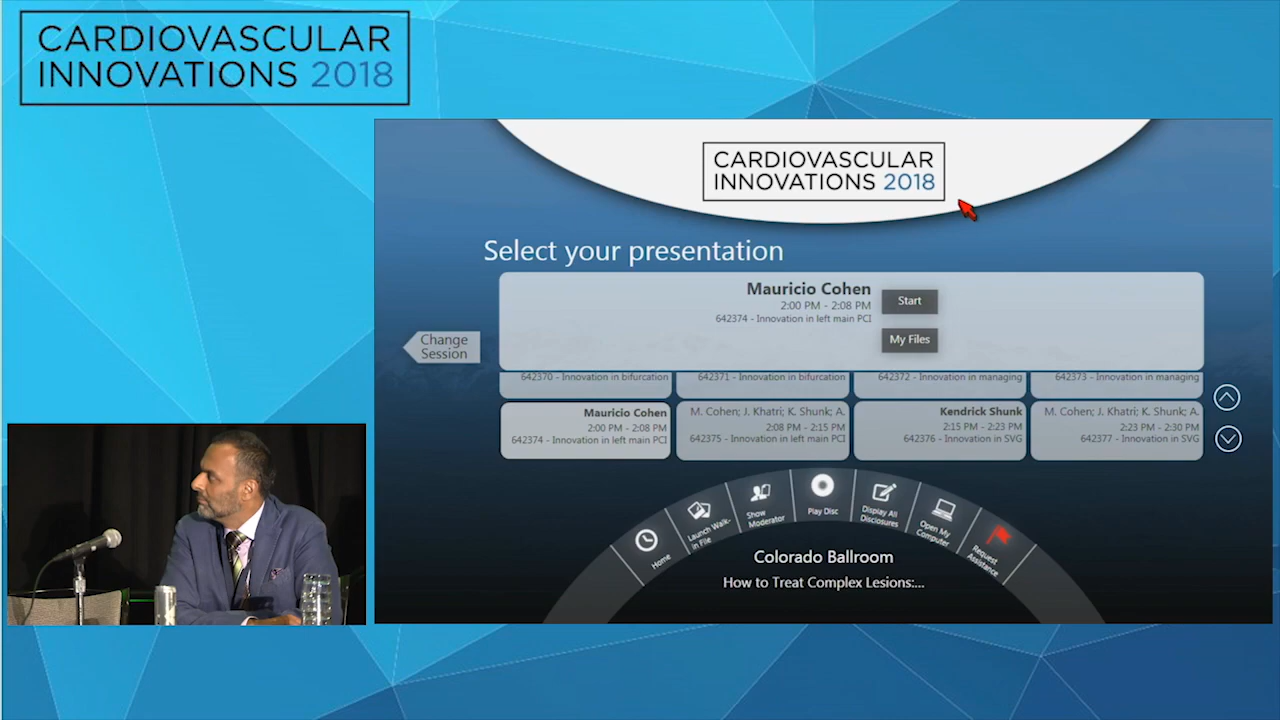 CARDIOVASCULAR
INNOVATIONS 2018
CARDIOVASCULAR
INNOVATIONS 2018
Select your presentation
Mauricio Cohen
2:00 PM - 2:08 PM
642374 - Innovation in left main PCI
Start
My Files
Change
Session
642370 - Innovation in bifurcation
642371 - Innovation in bifurcation
642372 - Innovation in managing
642373 - Innovation in managing
Mauricio Cohen
2:00 PM - 2:08 PM
642374 - Innovation in left main PCI
M. Cohen; J. Khatri; K. Shunk; A.
2:08 PM - 2:15 PM
642375 - Innovation in left main PCI
Kendrick Shunk
2:15 PM - 2:23 PM
642376 - Innovation in SVG
M. Cohen; J. Khatri; K. Shunk; A.
2:23 PM - 2:30 PM
642377 - Innovation in SVG
Home
Launch Walk-
in File
Show
Moderator
Play Disc
Display All
Disclosures
Open My
Computer
Request
Assistance
Colorado Ballroom
How to Treat Complex Lesions:...